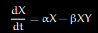 dX/dt = αX − βXY